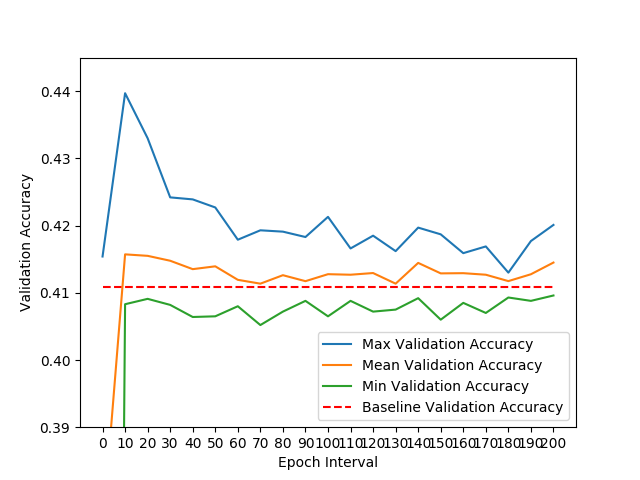 0.44
0.43
0.42
0.41
0.40
0.39
Validation Accuracy
Max Validation Accuracy
Mean Validation Accuracy
Min Validation Accuracy
Baseline Validation Accuracy
0 10 20 30 40 50 60 70 80 90 100 110 120 130 140 150 160 170 180 190 200
Epoch Interval